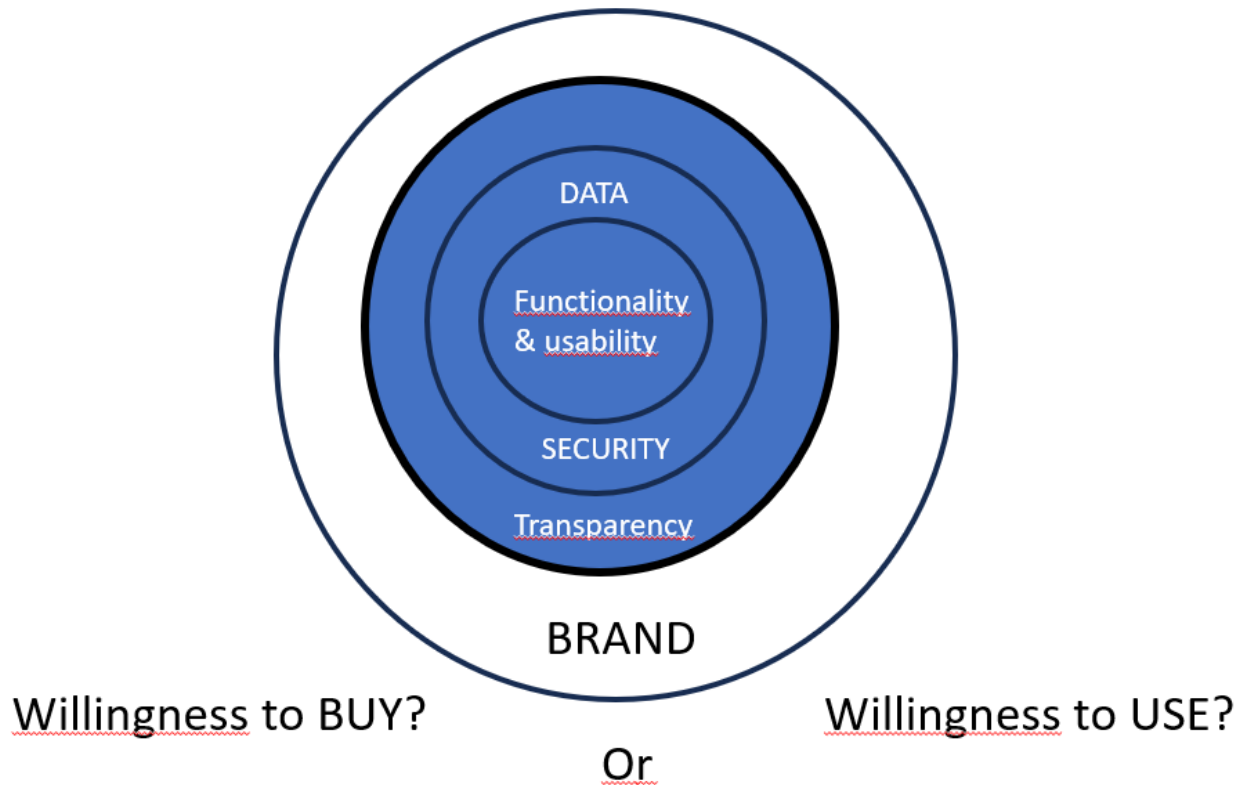 DATA
Functionality
& usability
SECURITY
Transparency
BRAND
Willingness to BUY?
Willingness to USE?
Or